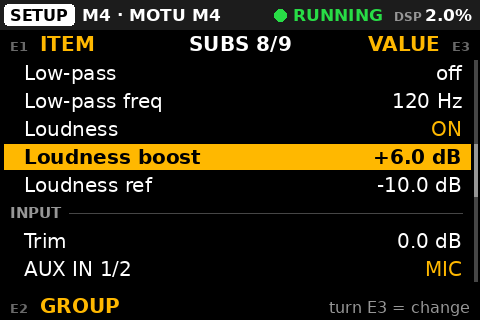 SETUP M4 · MOTU M4 RUNNING DSP 2.0%
E1 ITEM SUBS 8/9 VALUE E3
Low-pass off
Low-pass freq 120 Hz
Loudness ON
Loudness boost +6.0 dB
Loudness ref -10.0 dB
INPUT
Trim 0.0 dB
AUX IN 1/2 MIC
E2 GROUP turn E3 = change